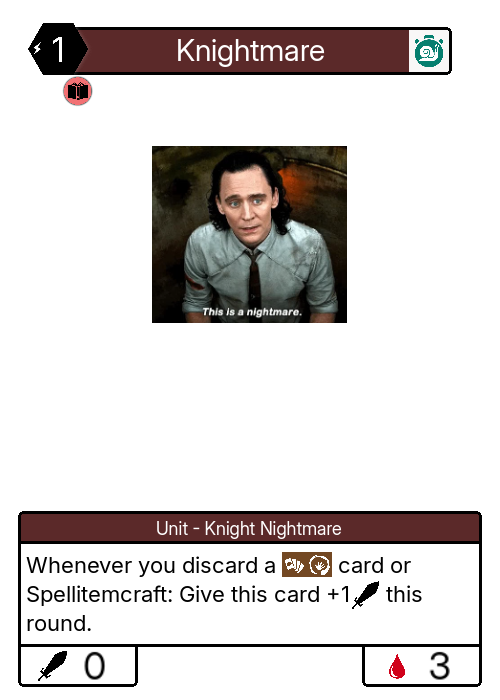 1
Knightmare
This is a nightmare.
Unit - Knight Nightmare
Whenever you discard a card or
Spellitemcraft: Give this card +1 this
round.
0
3